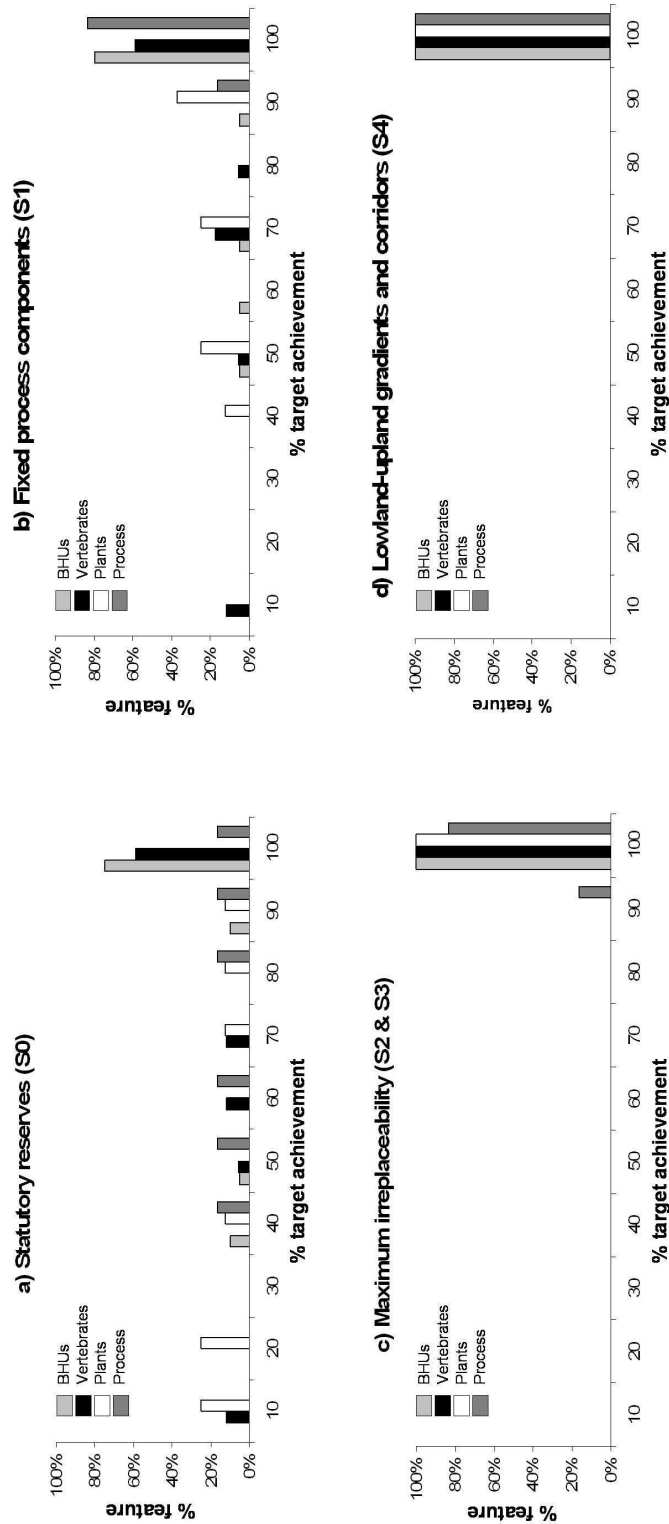 a) Statutory reserves (S0)
BHUs
Vertebrates
Plants
Process
% feature
100%
80%
60%
40%
20%
0%
10 20 30 40 50 60 70 80 90 100
% target achievement
b) Fixed process components (S1)
BHUs
Vertebrates
Plants
Process
% feature
100%
80%
60%
40%
20%
0%
10 20 30 40 50 60 70 80 90 100
% target achievement
c) Maximum irreplaceability (S2 & S3)
BHUs
Vertebrates
Plants
Process
% feature
100%
80%
60%
40%
20%
0%
10 20 30 40 50 60 70 80 90 100
% target achievement
d) Lowland-upland gradients and corridors (S4)
BHUs
Vertebrates
Plants
Process
% feature
100%
80%
60%
40%
20%
0%
10 20 30 40 50 60 70 80 90 100
% target achievement